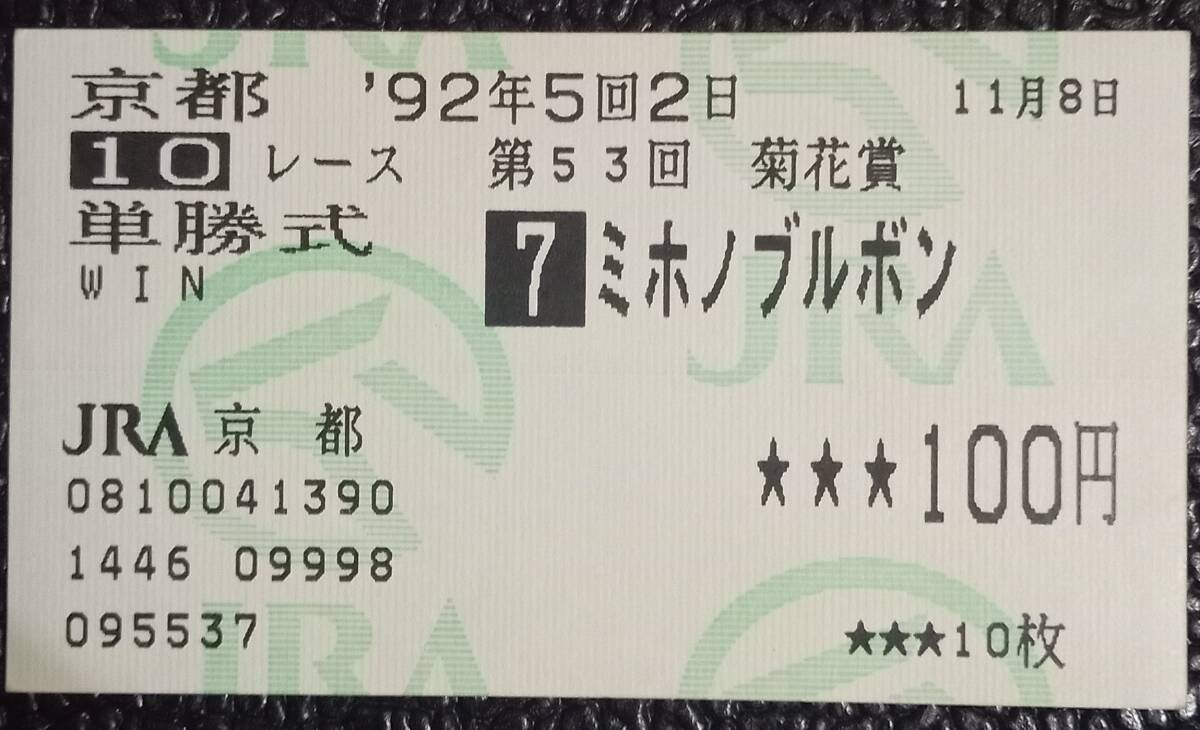 京都 '92年5回2日 11月8日
10 レース 第53回 菊花賞
単勝式 7 ミホノブルボン
WIN
JRA 京都 ★★★100円
0810041390
1446 09998
095537 ★★★10枚